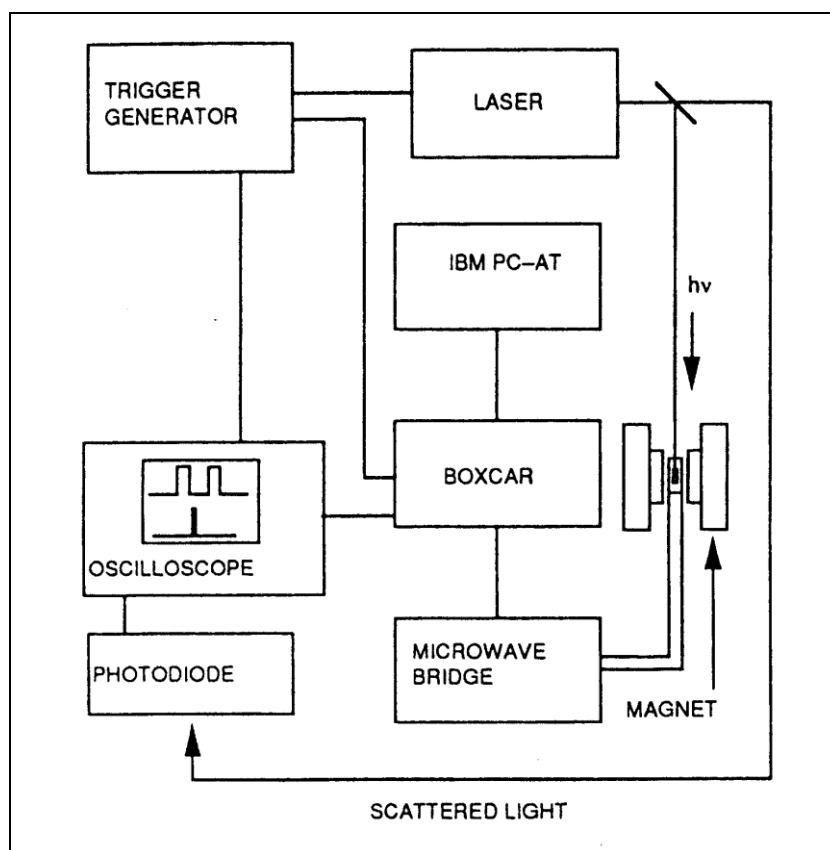 TRIGGER
GENERATOR
LASER
IBM PC–AT
hν
BOXCAR
OSCILLOSCOPE
MICROWAVE
BRIDGE
PHOTODIODE
MAGNET
SCATTERED LIGHT